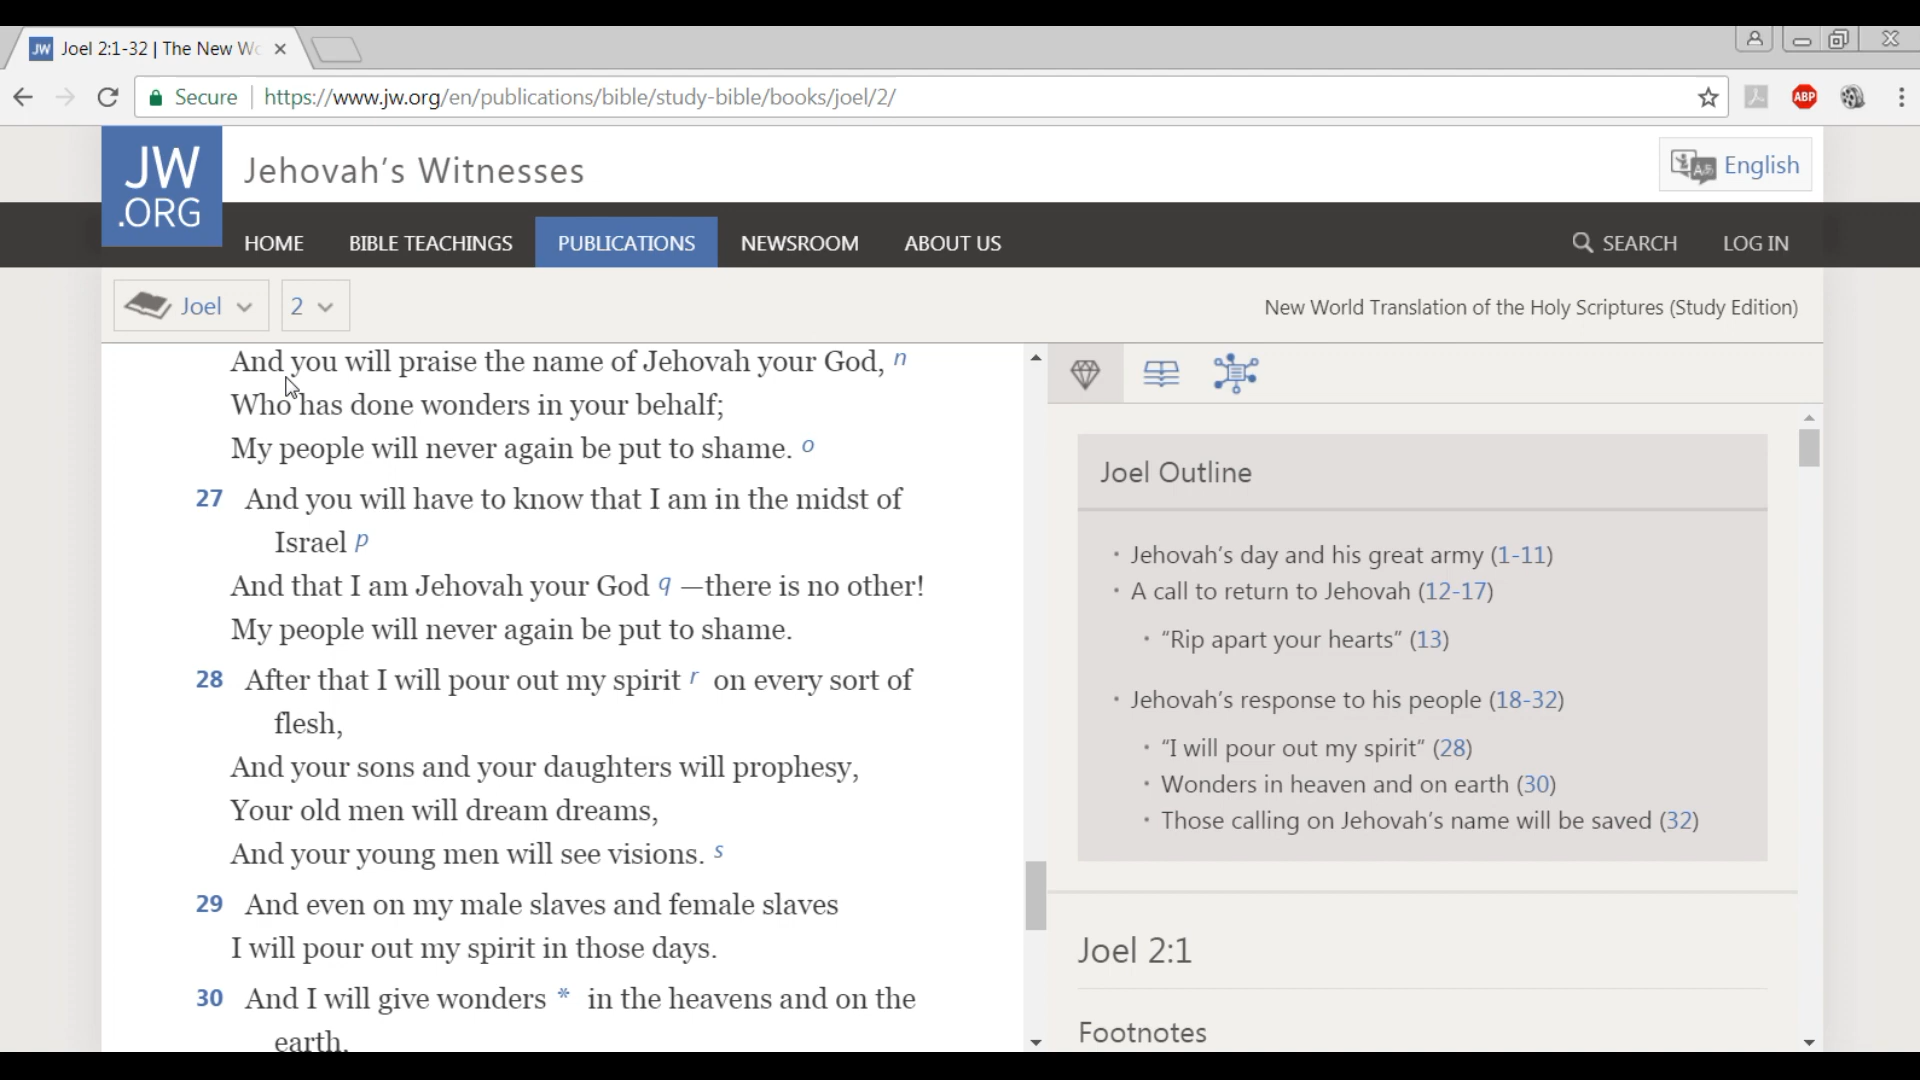 JW Joel 2:1-32 | The New Wo
Secure https://www.jw.org/en/publications/bible/study-bible/books/joel/2/
ABP
JW
.ORG
Jehovah's Witnesses
English
HOME BIBLE TEACHINGS PUBLICATIONS NEWSROOM ABOUT US SEARCH LOG IN
Joel 2 New World Translation of the Holy Scriptures (Study Edition)
And you will praise the name of Jehovah your God, n
Who has done wonders in your behalf;
My people will never again be put to shame. o
27 And you will have to know that I am in the midst of
Israel p
And that I am Jehovah your God q —there is no other!
My people will never again be put to shame.
28 After that I will pour out my spirit r on every sort of
flesh,
And your sons and your daughters will prophesy,
Your old men will dream dreams,
And your young men will see visions. s
29 And even on my male slaves and female slaves
I will pour out my spirit in those days.
30 And I will give wonders * in the heavens and on the
earth,
Joel Outline
· Jehovah's day and his great army (1-11)
· A call to return to Jehovah (12-17)
· “Rip apart your hearts” (13)
· Jehovah's response to his people (18-32)
· “I will pour out my spirit” (28)
· Wonders in heaven and on earth (30)
· Those calling on Jehovah's name will be saved (32)
Joel 2:1
Footnotes